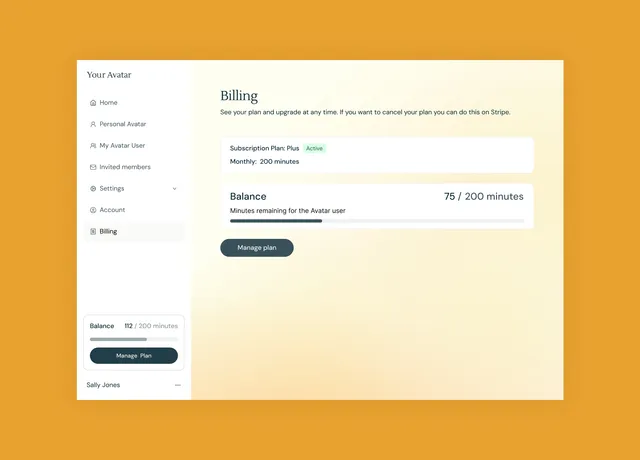 Your Avatar
Home
Personal Avatar
My Avatar User
Invited members
Settings
Account
Billing
Balance 112 / 200 minutes
Manage Plan
Sally Jones
Billing
See your plan and upgrade at any time. If you want to cancel your plan you can do this on Stripe.
Subscription Plan: Plus Active
Monthly: 200 minutes
Balance 75 / 200 minutes
Minutes remaining for the Avatar user
Manage plan